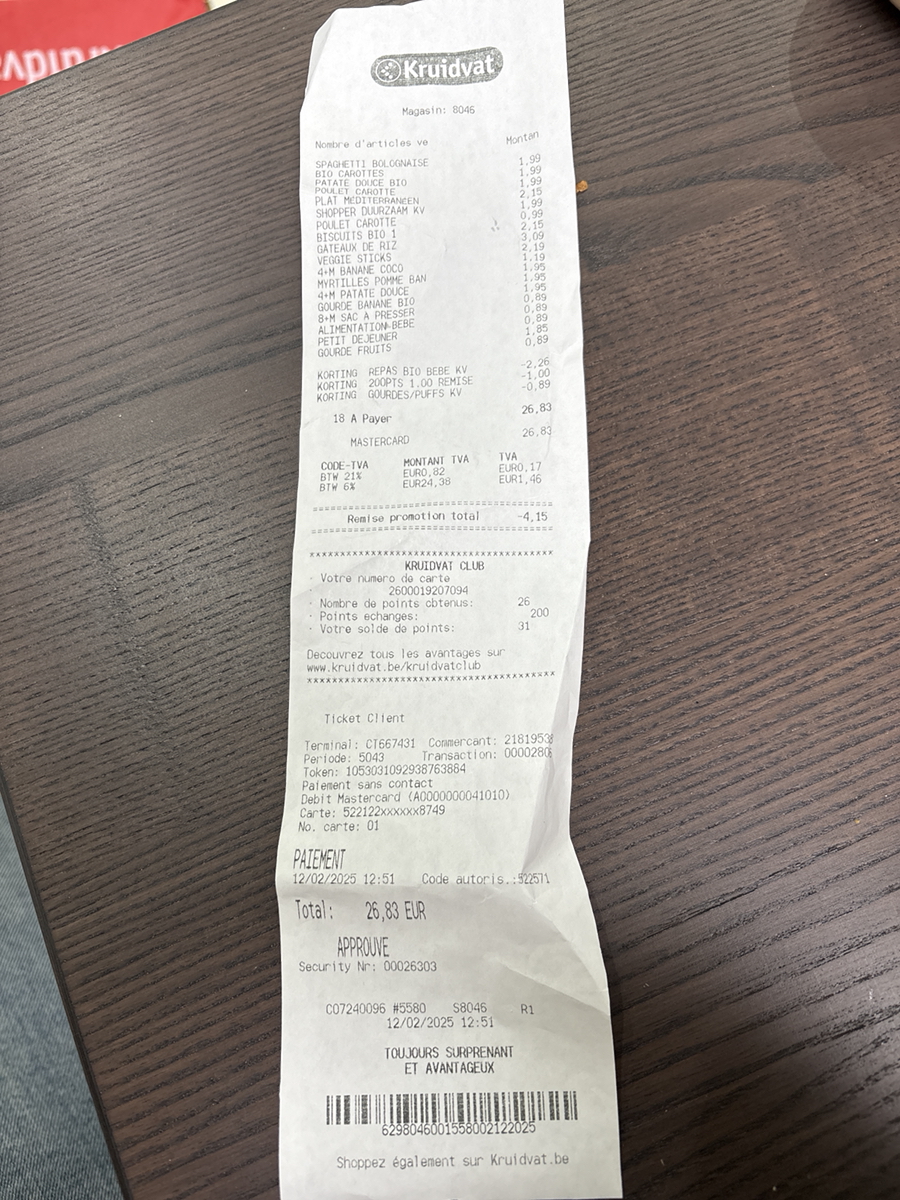 Kruidvat
Magasin: 8046
Nombre d'articles ve Montan
SPAGHETTI BOLOGNAISE 1,99
BIO CAROTTES 1,99
PATATE DOUCE BIO 1,99
POULET CAROTTE 2,15
PLAT MEDITERRANEEN 1,99
SHOPPER DUURZAAM KV 0,99
POULET CAROTTE 2,15
BISCUITS BIO 1 3,09
GATEAUX DE RIZ 2,19
VEGGIE STICKS 1,19
4+M BANANE COCO 1,95
MYRTILLES POMME BAN 1,95
4+M PATATE DOUCE 1,95
GOURDE BANANE BIO 0,89
8+M SAC A PRESSER 0,89
ALIMENTATION-BEBE 0,89
PETIT DEJEUNER 1,85
GOURDE FRUITS 0,89
KORTING REPAS BIO BEBE KV -2,26
KORTING 200PTS 1.00 REMISE -1,00
KORTING GOURDES/PUFFS KV -0,89
18 A Payer 26,83
MASTERCARD 26,83
CODE-TVA MONTANT TVA TVA
BTW 21% EUR0,82 EUR0,17
BTW 6% EUR24,38 EUR1,46
Remise promotion total -4,15
KRUIDVAT CLUB
· Votre numero de carte
2600019207094
· Nombre de points obtenus: 26
· Points echanges: 200
· Votre solde de points: 31
Decouvrez tous les avantages sur
www.kruidvat.be/kruidvatclub
Ticket Client
Terminal: CT667431 Commercant: 2181953
Periode: 5043 Transaction: 0000280
Token: 1053031092938763884
Paiement sans contact
Debit Mastercard (A0000000041010)
Carte: 522122xxxxxx8749
No. carte: 01
PAIEMENT
12/02/2025 12:51 Code autoris.:522571
Total: 26,83 EUR
APPROUVE
Security Nr: 00026303
C07240096 #5580 S8046 R1
12/02/2025 12:51
TOUJOURS SURPRENANT
ET AVANTAGEUX
6298046001558002122025
Shoppez également sur Kruidvat.be